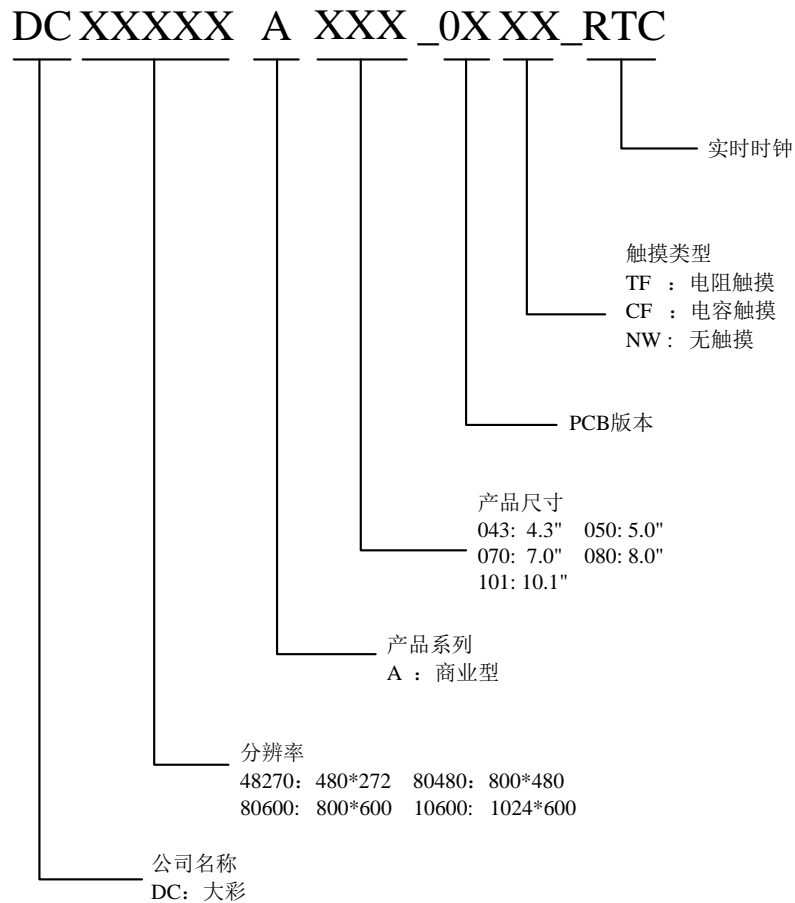 DC XXXXX A XXX _0X XX_RTC
实时时钟
触摸类型
TF ：电阻触摸
CF ：电容触摸
NW： 无触摸
PCB版本
产品尺寸
043: 4.3" 050: 5.0"
070: 7.0" 080: 8.0"
101: 10.1"
产品系列
A ：商业型
分辨率
48270：480*272 80480：800*480
80600: 800*600 10600: 1024*600
公司名称
DC：大彩